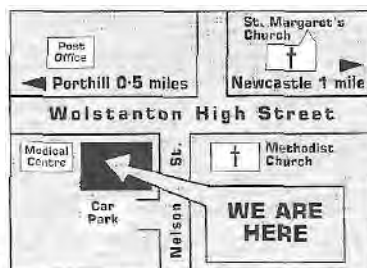 St. Margaret's
Church
Post
Office
Porthill 0·5 miles
Newcastle 1 mile
Wolstanton High Street
Medical
Centre
Nelson St.
Methodist
Church
Car
Park
WE ARE
HERE